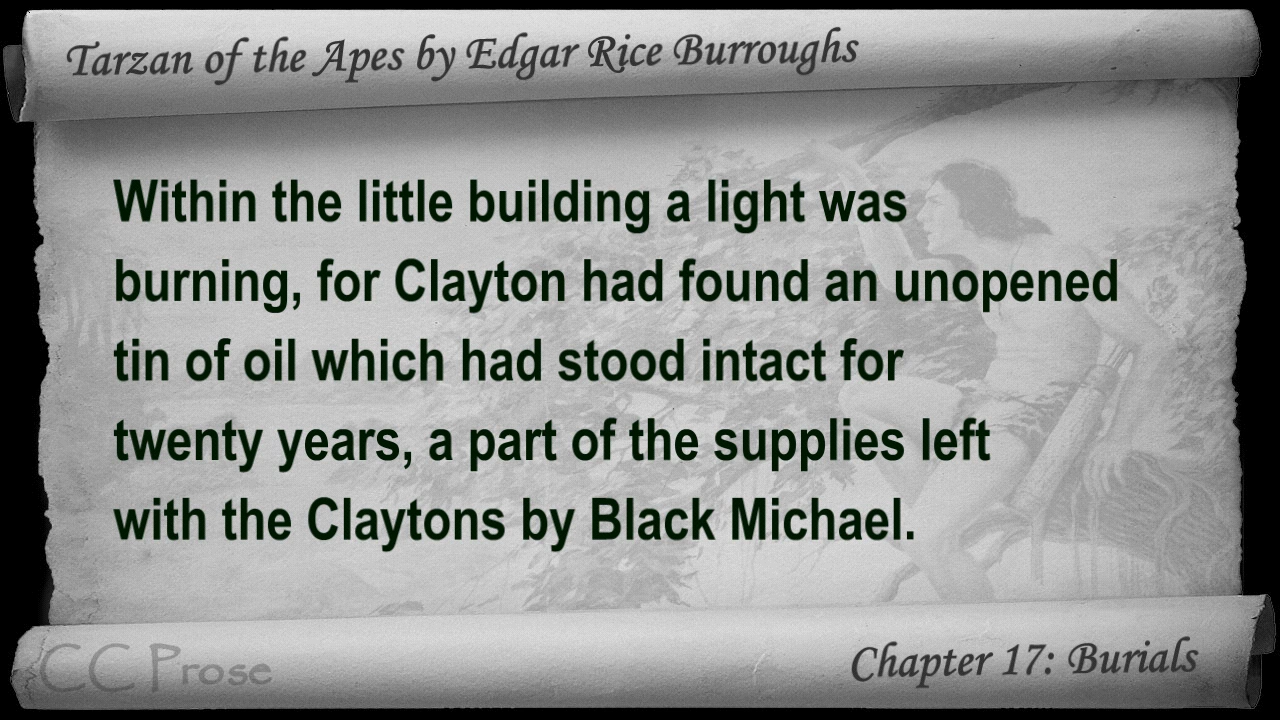 Tarzan of the Apes by Edgar Rice Burroughs
Within the little building a light was
burning, for Clayton had found an unopened
tin of oil which had stood intact for
twenty years, a part of the supplies left
with the Claytons by Black Michael.
CC Prose
Chapter 17: Burials